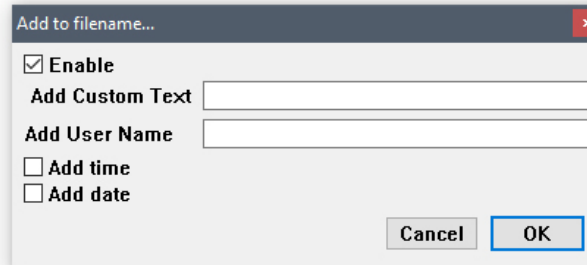 Add to filename...
Enable
Add Custom Text
Add User Name
Add time
Add date
Cancel OK